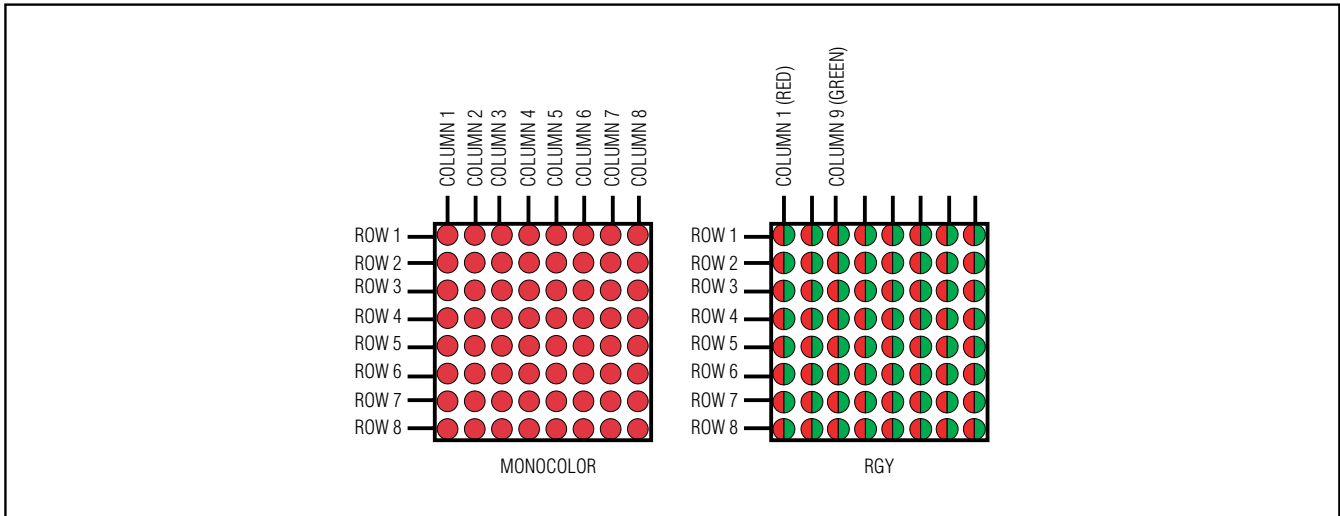 COLUMN 1
COLUMN 2
COLUMN 3
COLUMN 4
COLUMN 5
COLUMN 6
COLUMN 7
COLUMN 8
ROW 1
ROW 2
ROW 3
ROW 4
ROW 5
ROW 6
ROW 7
ROW 8
MONOCOLOR
COLUMN 1 (RED)
COLUMN 9 (GREEN)
ROW 1
ROW 2
ROW 3
ROW 4
ROW 5
ROW 6
ROW 7
ROW 8
RGY